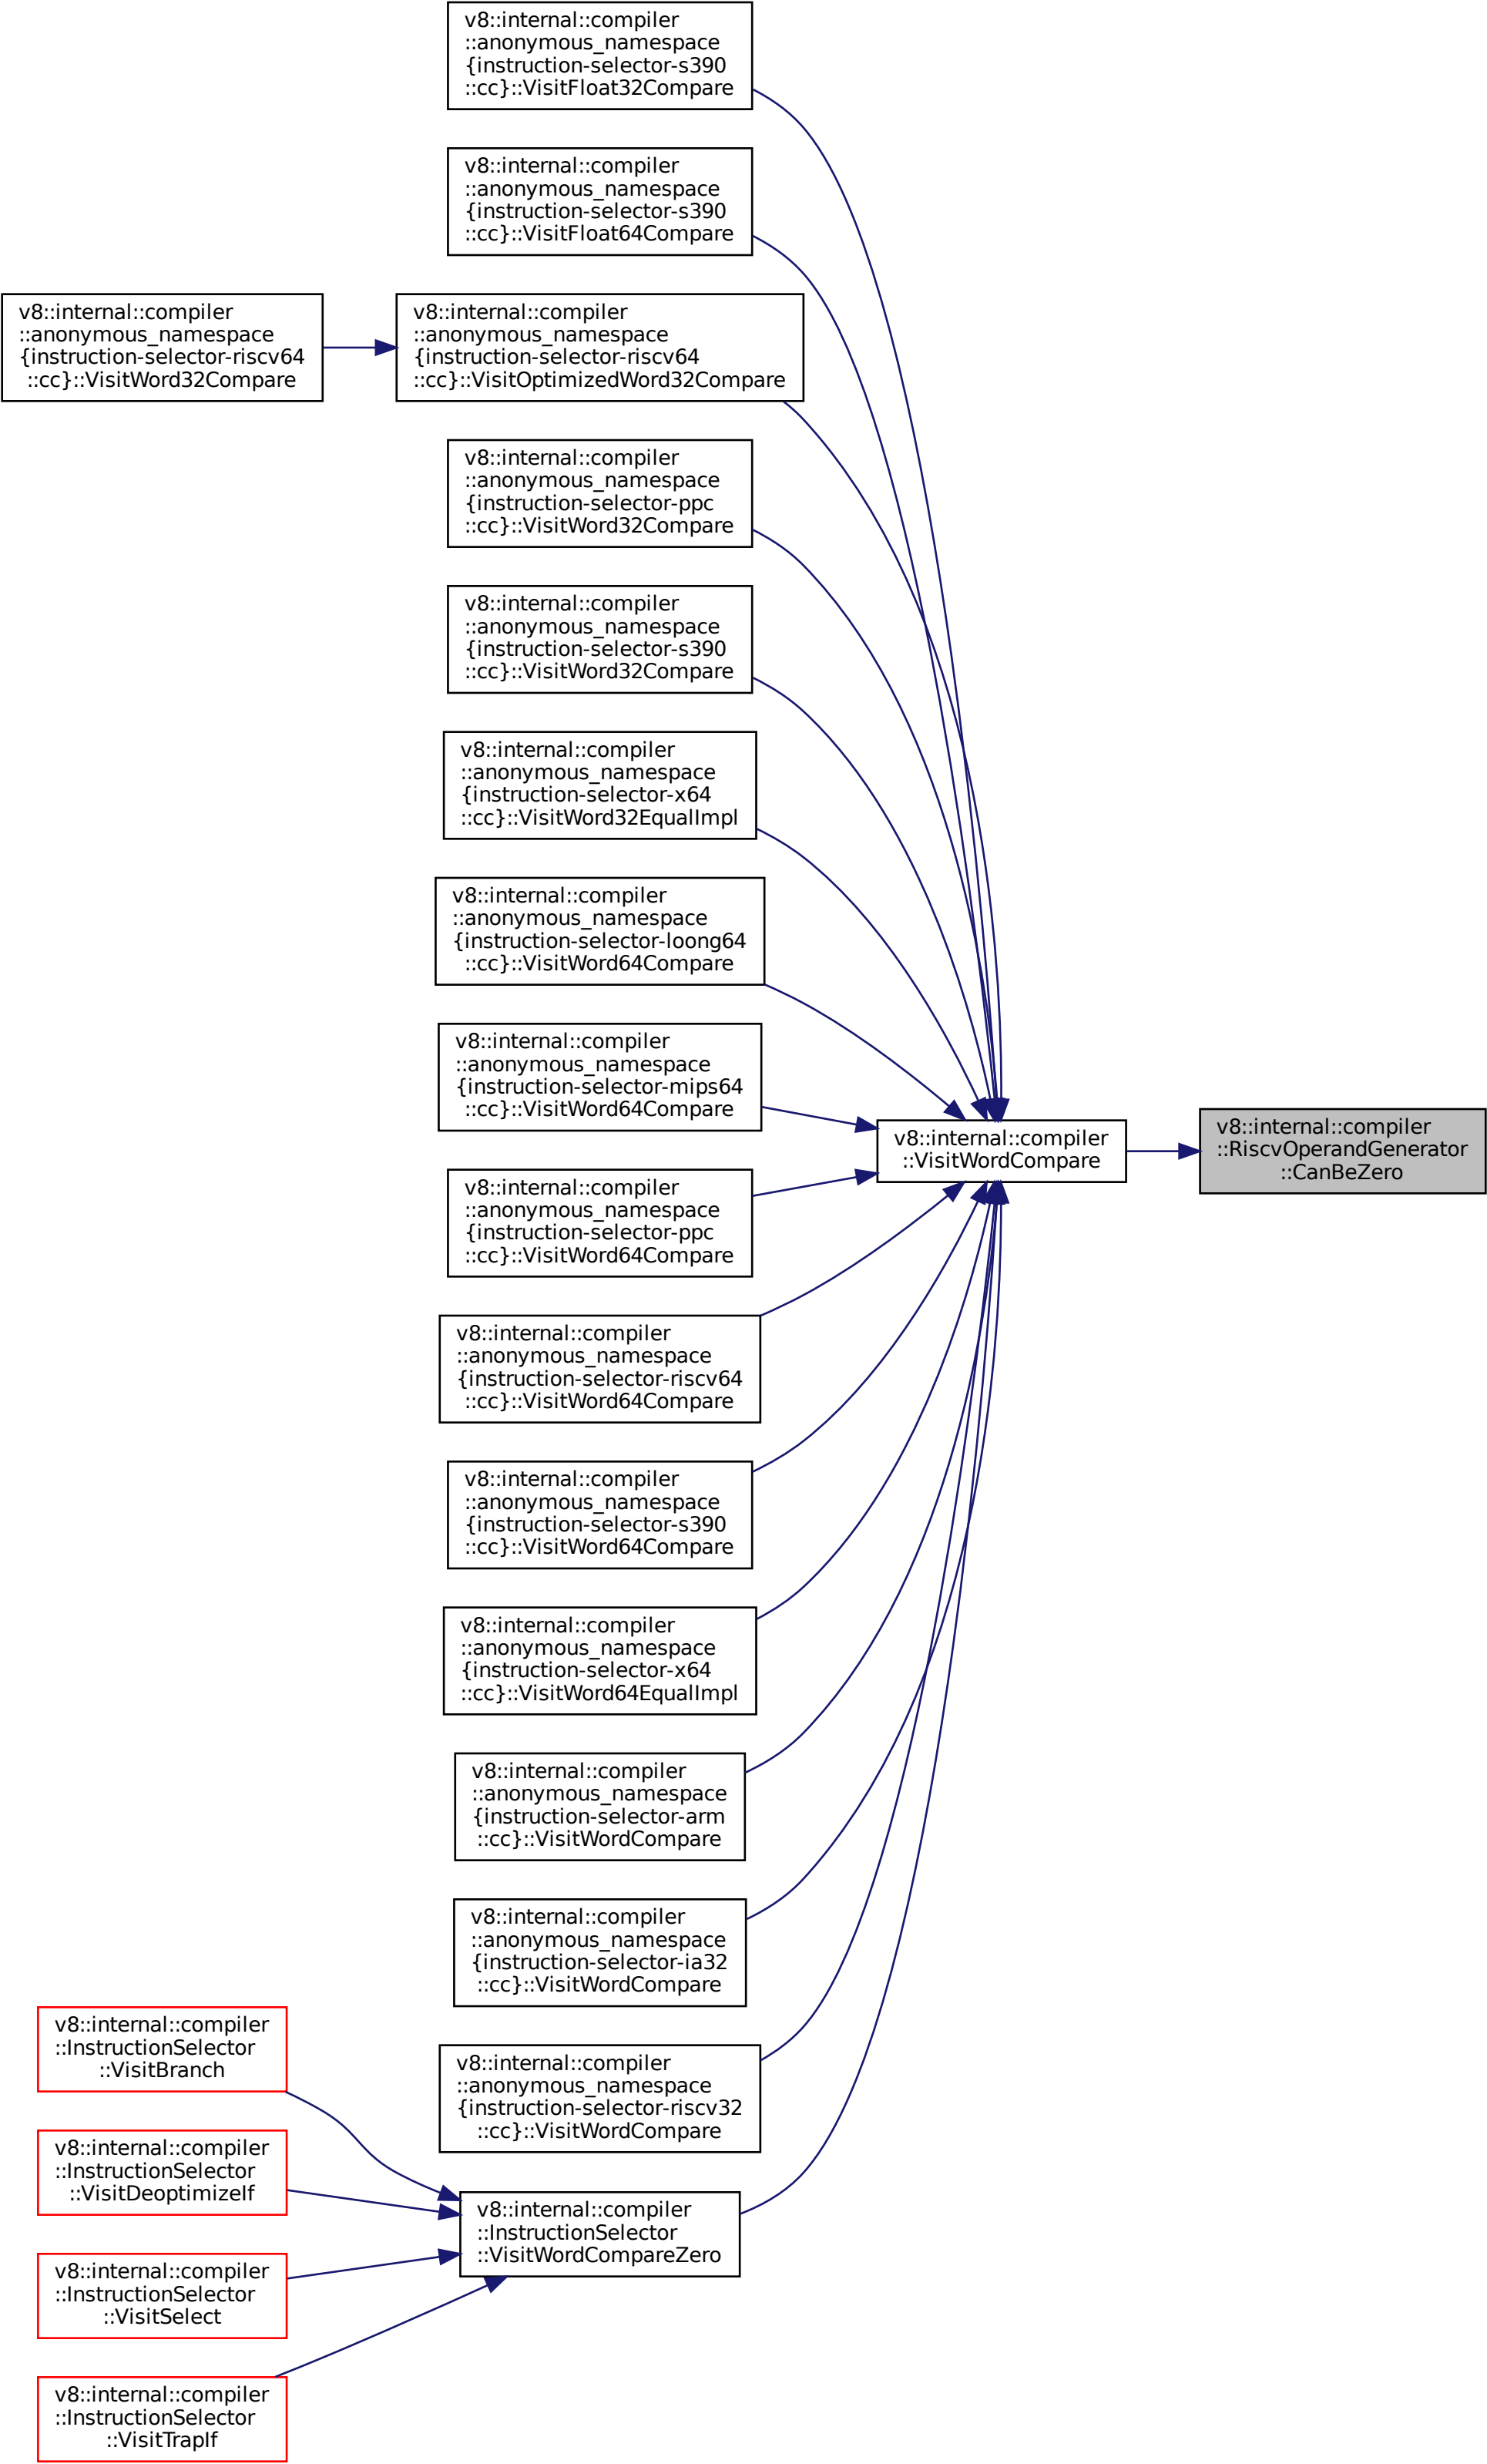 v8::internal::compiler
::anonymous_namespace
{instruction-selector-s390
::cc}::VisitFloat32Compare
v8::internal::compiler
::anonymous_namespace
{instruction-selector-s390
::cc}::VisitFloat64Compare
v8::internal::compiler
::anonymous_namespace
{instruction-selector-riscv64
::cc}::VisitWord32Compare
v8::internal::compiler
::anonymous_namespace
{instruction-selector-riscv64
::cc}::VisitOptimizedWord32Compare
v8::internal::compiler
::anonymous_namespace
{instruction-selector-ppc
::cc}::VisitWord32Compare
v8::internal::compiler
::anonymous_namespace
{instruction-selector-s390
::cc}::VisitWord32Compare
v8::internal::compiler
::anonymous_namespace
{instruction-selector-x64
::cc}::VisitWord32EqualImpl
v8::internal::compiler
::anonymous_namespace
{instruction-selector-loong64
::cc}::VisitWord64Compare
v8::internal::compiler
::anonymous_namespace
{instruction-selector-mips64
::cc}::VisitWord64Compare
v8::internal::compiler
::VisitWordCompare
v8::internal::compiler
::RiscvOperandGenerator
::CanBeZero
v8::internal::compiler
::anonymous_namespace
{instruction-selector-ppc
::cc}::VisitWord64Compare
v8::internal::compiler
::anonymous_namespace
{instruction-selector-riscv64
::cc}::VisitWord64Compare
v8::internal::compiler
::anonymous_namespace
{instruction-selector-s390
::cc}::VisitWord64Compare
v8::internal::compiler
::anonymous_namespace
{instruction-selector-x64
::cc}::VisitWord64EqualImpl
v8::internal::compiler
::anonymous_namespace
{instruction-selector-arm
::cc}::VisitWordCompare
v8::internal::compiler
::anonymous_namespace
{instruction-selector-ia32
::cc}::VisitWordCompare
v8::internal::compiler
::anonymous_namespace
{instruction-selector-riscv32
::cc}::VisitWordCompare
v8::internal::compiler
::InstructionSelector
::VisitBranch
v8::internal::compiler
::InstructionSelector
::VisitDeoptimizeIf
v8::internal::compiler
::InstructionSelector
::VisitWordCompareZero
v8::internal::compiler
::InstructionSelector
::VisitSelect
v8::internal::compiler
::InstructionSelector
::VisitTrapIf